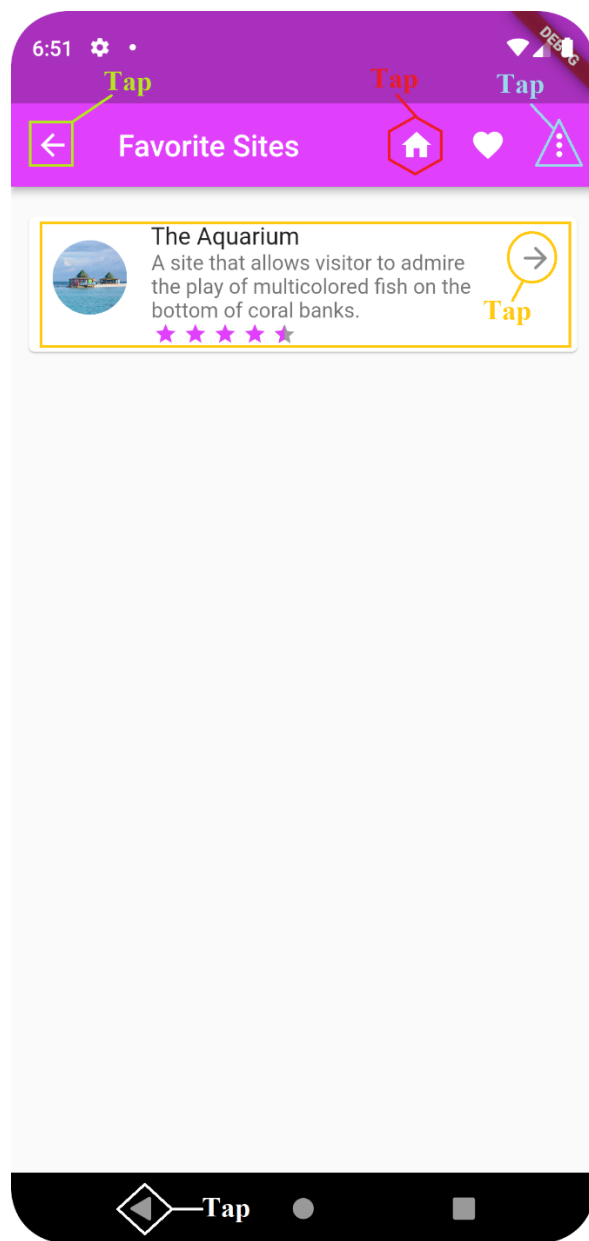 6:51
DEBUG
Tap
Tap
Tap
Favorite Sites
The Aquarium
A site that allows visitor to admire
the play of multicolored fish on the
bottom of coral banks.
Tap
Tap